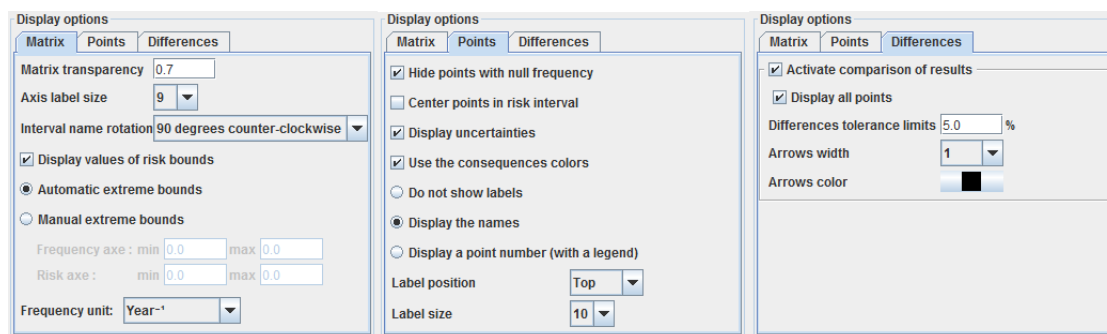 Display options
Matrix Points Differences
Matrix transparency 0.7
Axis label size 9
Interval name rotation 90 degrees counter-clockwise
Display values of risk bounds
Automatic extreme bounds
Manual extreme bounds
Frequency axe : min 0.0 max 0.0
Risk axe : min 0.0 max 0.0
Frequency unit: Year⁻¹
Display options
Matrix Points Differences
Hide points with null frequency
Center points in risk interval
Display uncertainties
Use the consequences colors
Do not show labels
Display the names
Display a point number (with a legend)
Label position Top
Label size 10
Display options
Matrix Points Differences
Activate comparison of results
Display all points
Differences tolerance limits 5.0 %
Arrows width 1
Arrows color